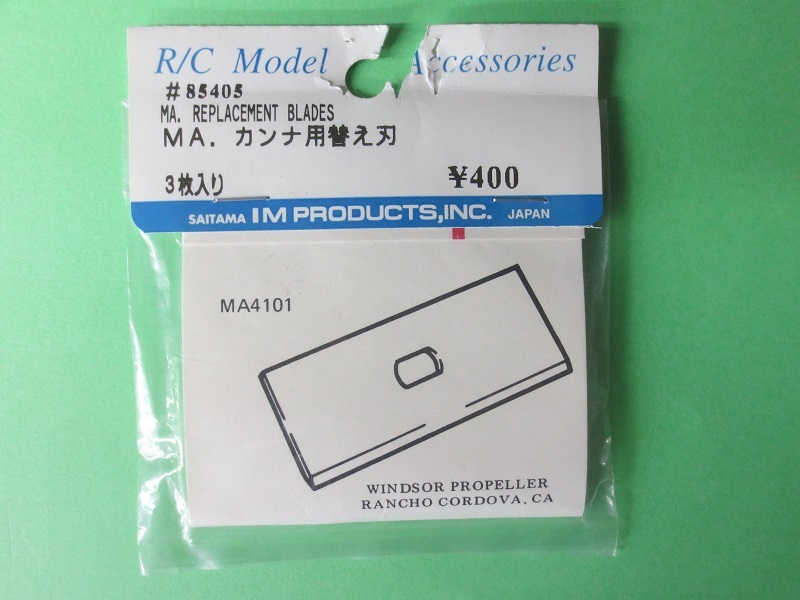 R/C Model Accessories
#85405
MA. REPLACEMENT BLADES
MA. カンナ用替え刃
3枚入り
¥400
SAITAMA IM PRODUCTS,INC. JAPAN
MA4101
WINDSOR PROPELLER
RANCHO CORDOVA, CA